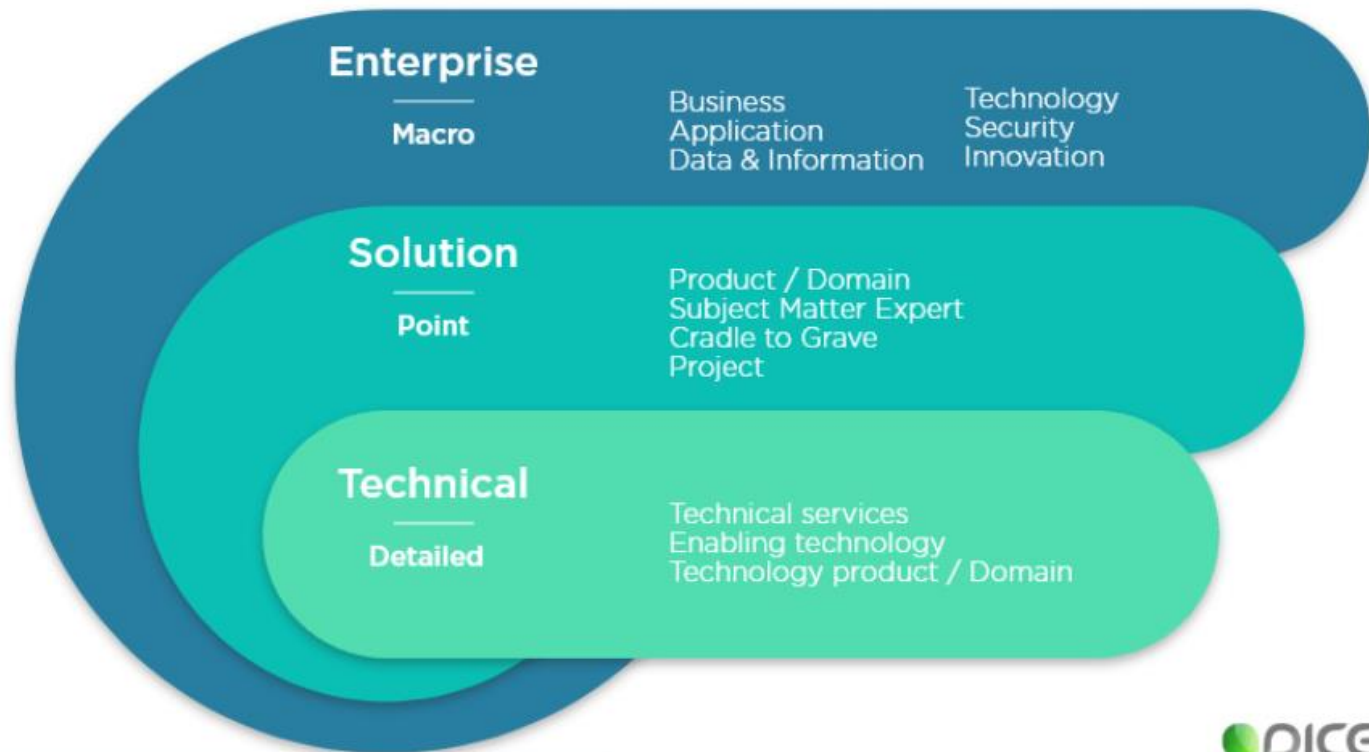 Enterprise
Macro
Business
Application
Data & Information
Technology
Security
Innovation
Solution
Point
Product / Domain
Subject Matter Expert
Cradle to Grave
Project
Technical
Detailed
Technical services
Enabling technology
Technology product / Domain